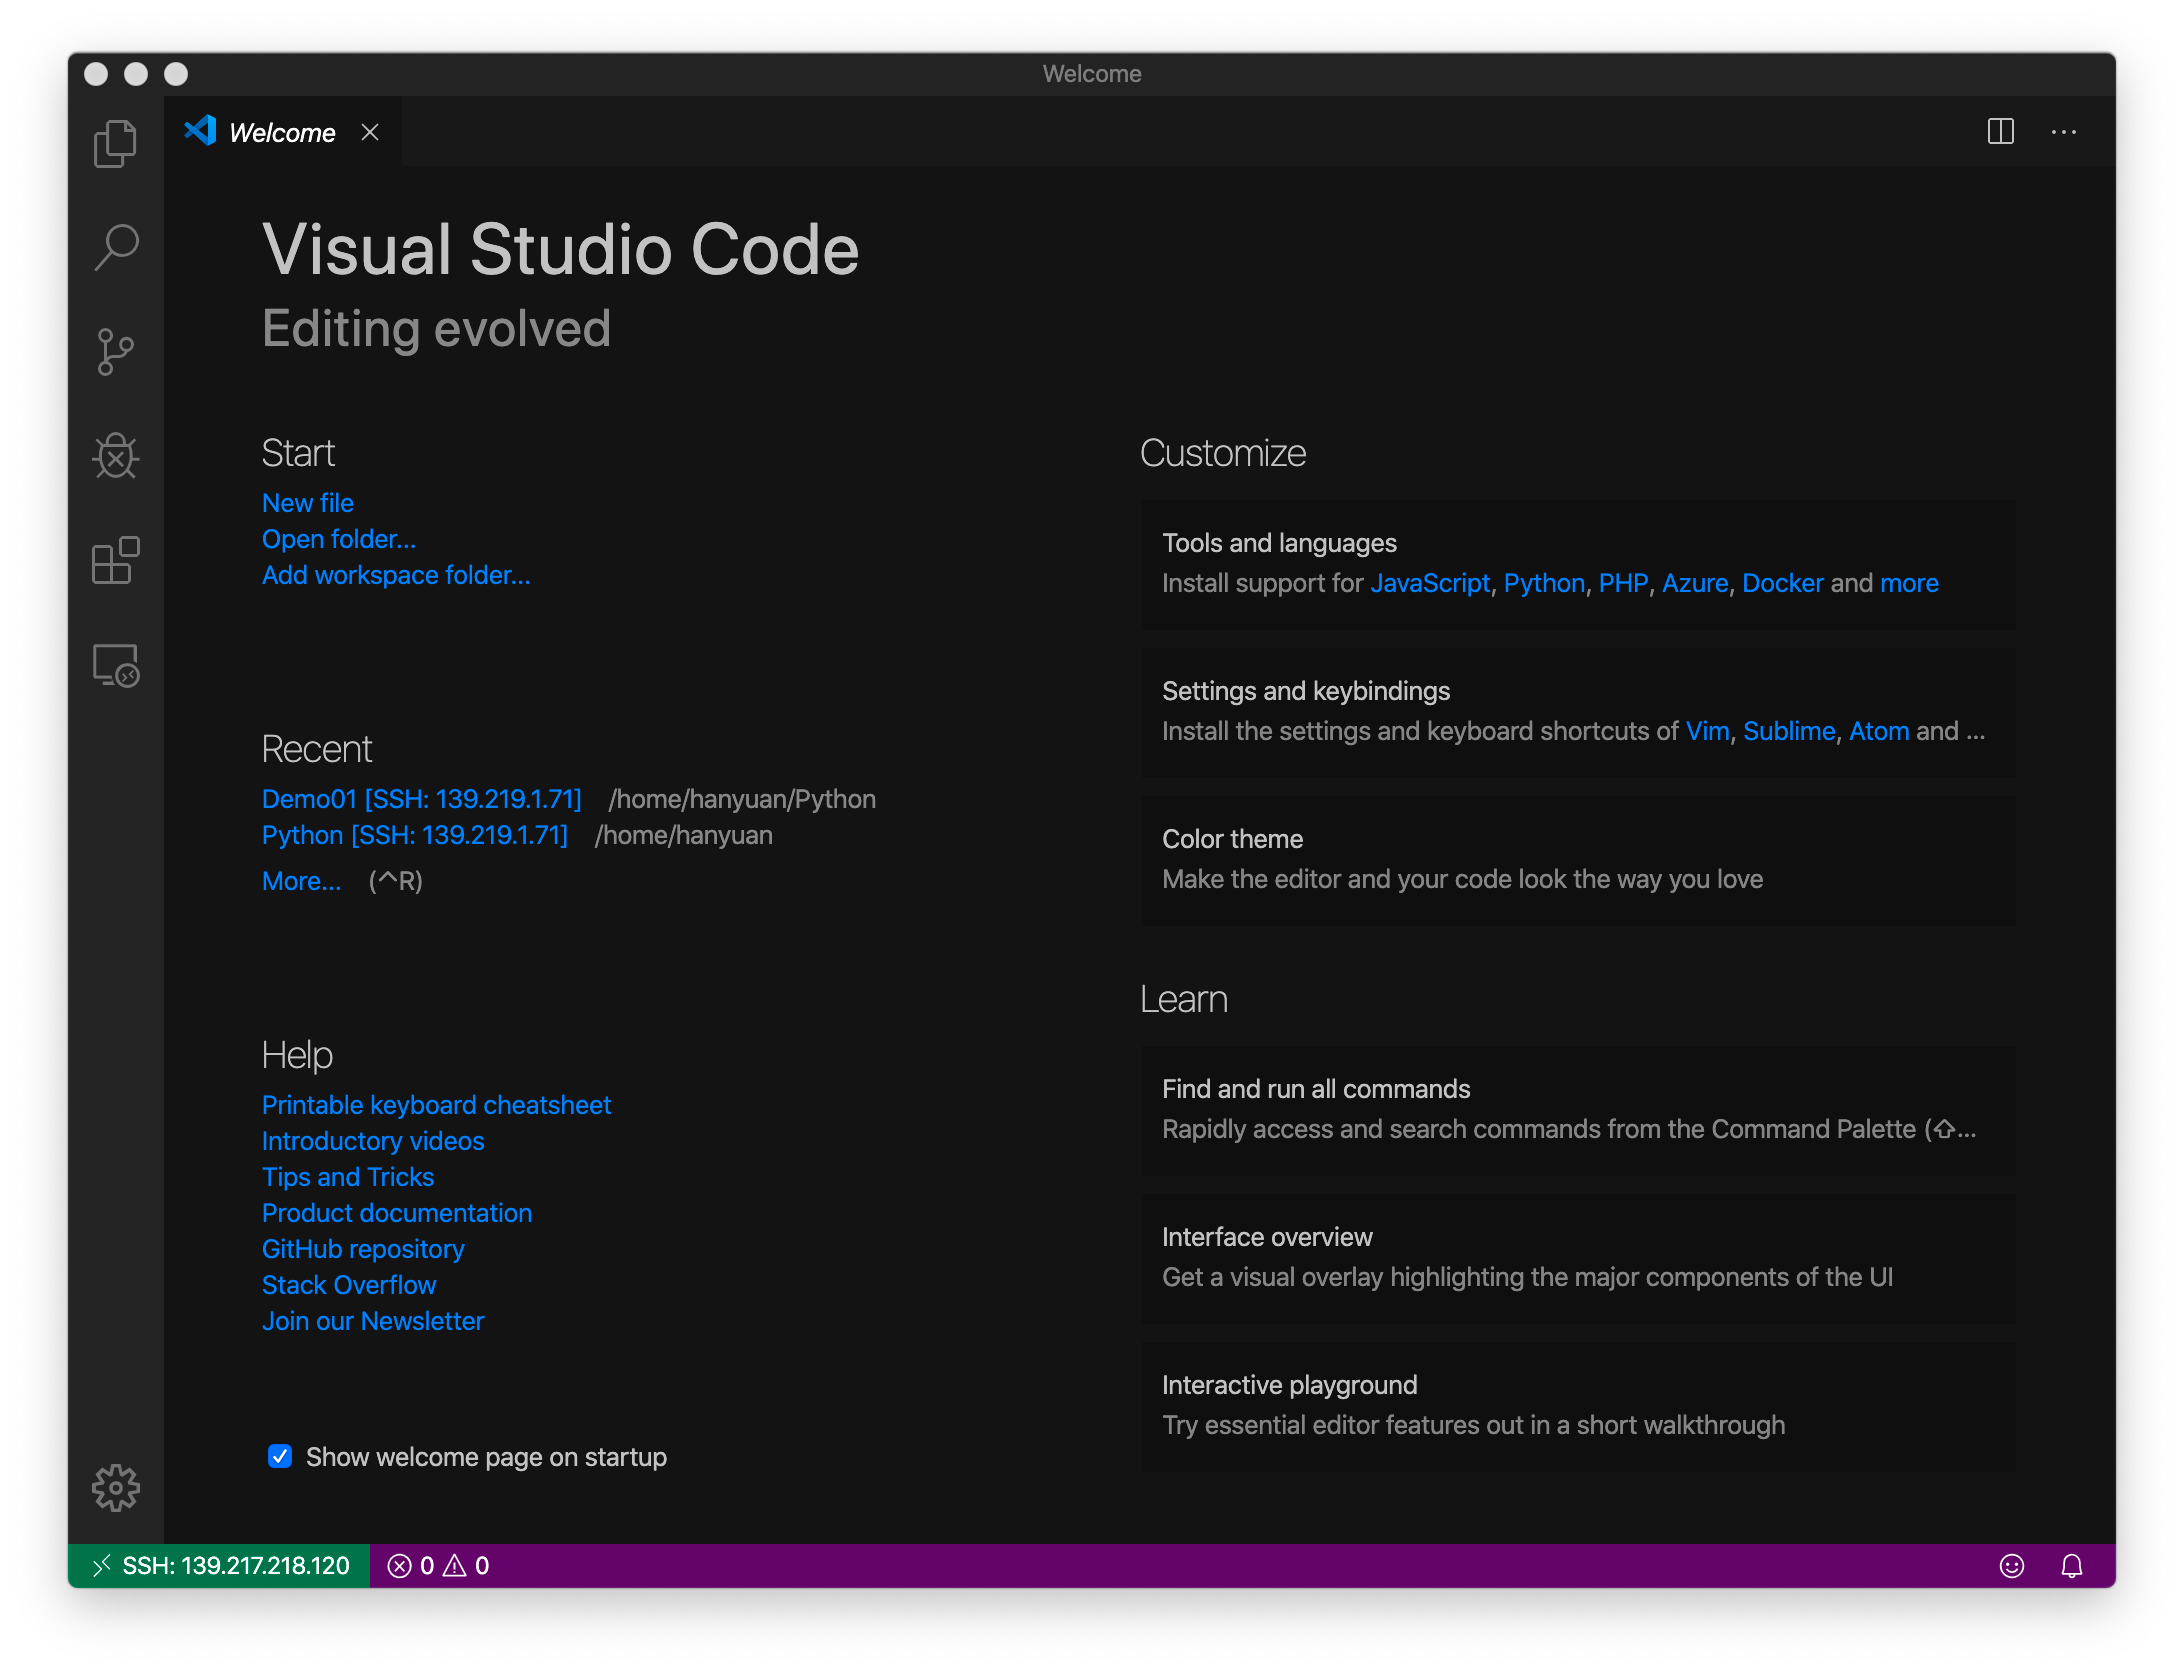 Welcome
Welcome
Visual Studio Code
Editing evolved
Start
New file
Open folder...
Add workspace folder...
Recent
Demo01 [SSH: 139.219.1.71] /home/hanyuan/Python
Python [SSH: 139.219.1.71] /home/hanyuan
More... (^R)
Help
Printable keyboard cheatsheet
Introductory videos
Tips and Tricks
Product documentation
GitHub repository
Stack Overflow
Join our Newsletter
Show welcome page on startup
Customize
Tools and languages
Install support for JavaScript, Python, PHP, Azure, Docker and more
Settings and keybindings
Install the settings and keyboard shortcuts of Vim, Sublime, Atom and ...
Color theme
Make the editor and your code look the way you love
Learn
Find and run all commands
Rapidly access and search commands from the Command Palette (⇧...
Interface overview
Get a visual overlay highlighting the major components of the UI
Interactive playground
Try essential editor features out in a short walkthrough
SSH: 139.217.218.120 0 0